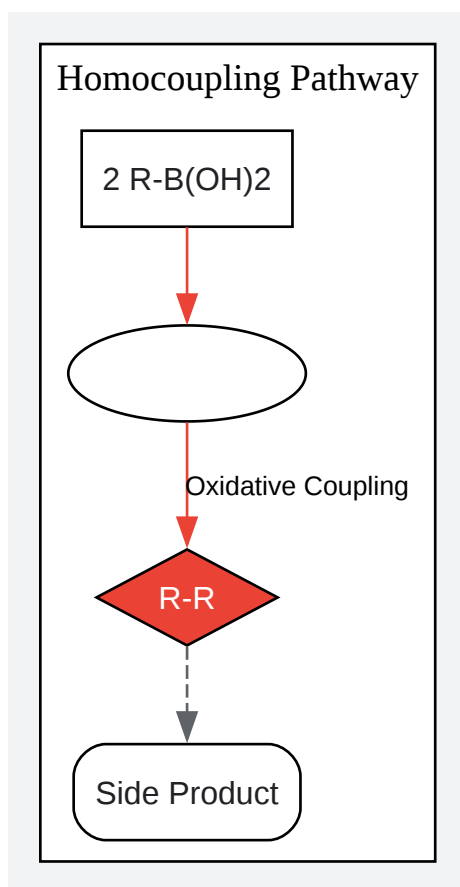 Homocoupling Pathway
2 R-B(OH)2
Oxidative Coupling
R-R
Side Product